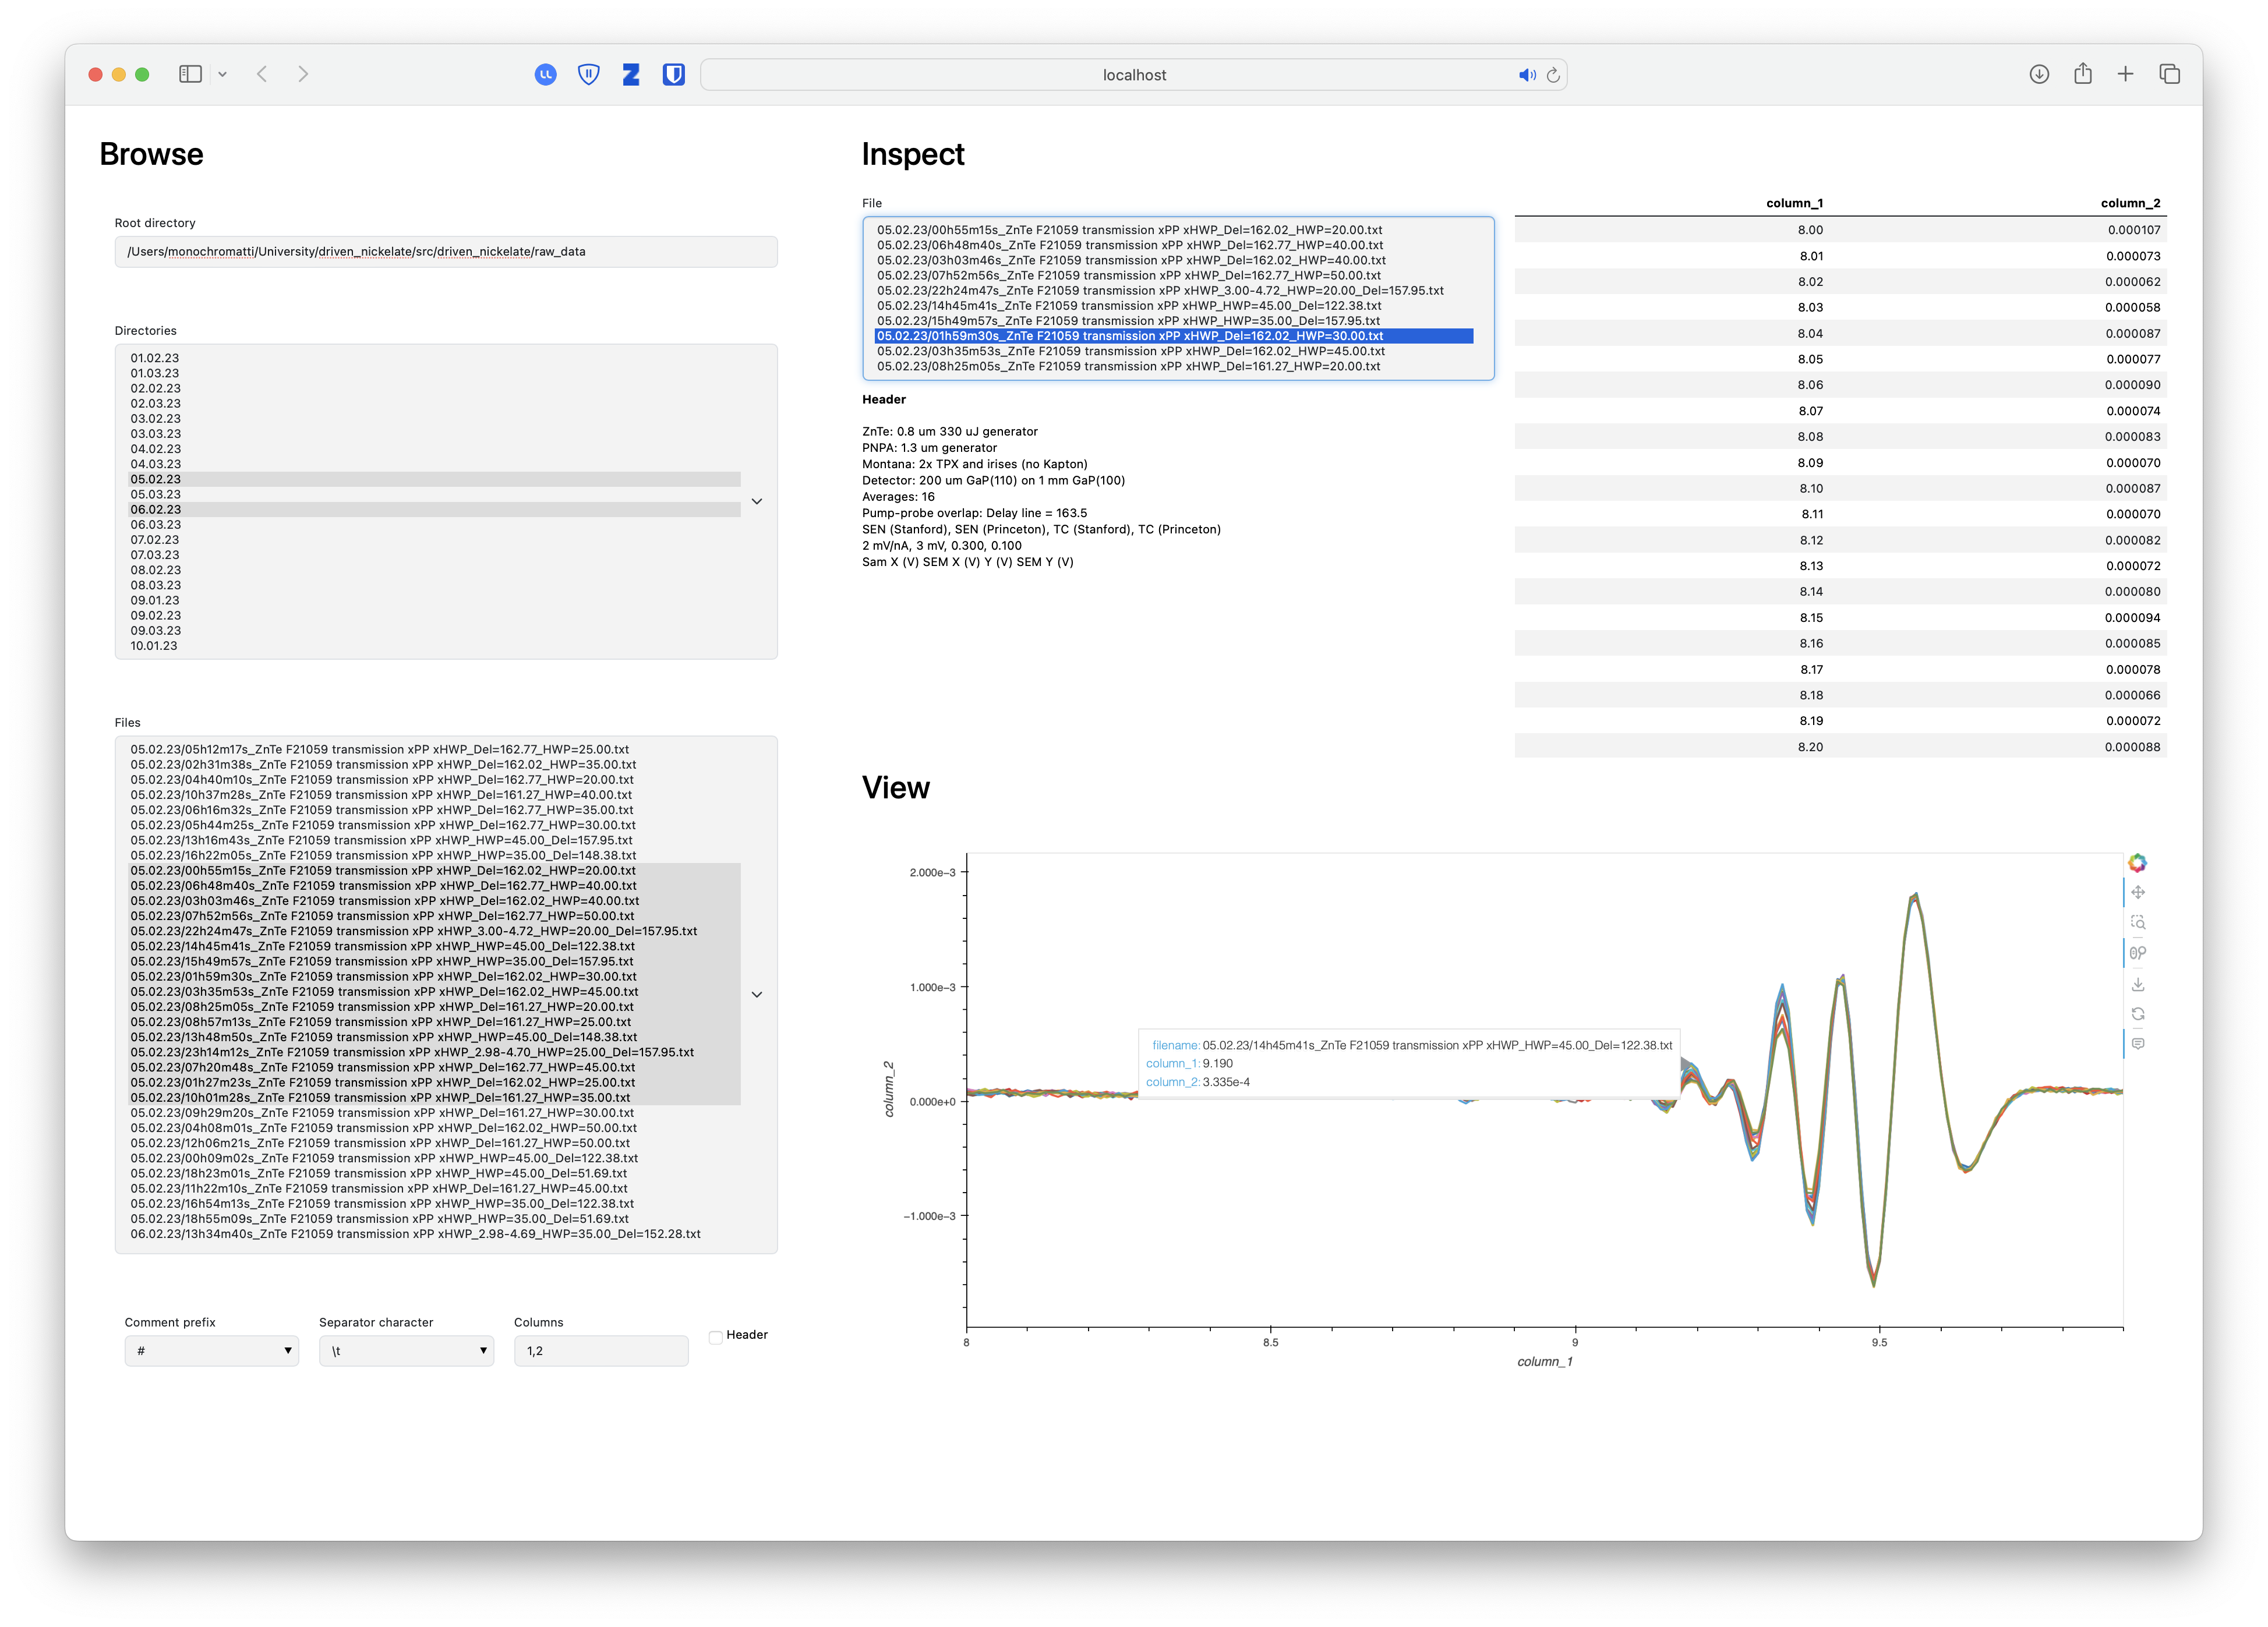 localhost
Browse
Root directory
/Users/monochromatti/University/driven_nickelate/src/driven_nickelate/raw_data
Directories
01.02.23
01.03.23
02.02.23
02.03.23
03.02.23
03.03.23
04.02.23
04.03.23
05.02.23
05.03.23
06.02.23
06.03.23
07.02.23
07.03.23
08.02.23
08.03.23
09.01.23
09.02.23
09.03.23
10.01.23
Files
05.02.23/05h12m17s_ZnTe F21059 transmission xPP xHWP_Del=162.77_HWP=25.00.txt
05.02.23/02h31m38s_ZnTe F21059 transmission xPP xHWP_Del=162.02_HWP=35.00.txt
05.02.23/04h40m10s_ZnTe F21059 transmission xPP xHWP_Del=162.77_HWP=20.00.txt
05.02.23/10h37m28s_ZnTe F21059 transmission xPP xHWP_Del=161.27_HWP=40.00.txt
05.02.23/06h16m32s_ZnTe F21059 transmission xPP xHWP_Del=162.77_HWP=35.00.txt
05.02.23/05h44m25s_ZnTe F21059 transmission xPP xHWP_Del=162.77_HWP=30.00.txt
05.02.23/13h16m43s_ZnTe F21059 transmission xPP xHWP_HWP=45.00_Del=157.95.txt
05.02.23/16h22m05s_ZnTe F21059 transmission xPP xHWP_HWP=35.00_Del=148.38.txt
05.02.23/00h55m15s_ZnTe F21059 transmission xPP xHWP_Del=162.02_HWP=20.00.txt
05.02.23/06h48m40s_ZnTe F21059 transmission xPP xHWP_Del=162.77_HWP=40.00.txt
05.02.23/03h03m46s_ZnTe F21059 transmission xPP xHWP_Del=162.02_HWP=40.00.txt
05.02.23/07h52m56s_ZnTe F21059 transmission xPP xHWP_Del=162.77_HWP=50.00.txt
05.02.23/22h24m47s_ZnTe F21059 transmission xPP xHWP_3.00-4.72_HWP=20.00_Del=157.95.txt
05.02.23/14h45m41s_ZnTe F21059 transmission xPP xHWP_HWP=45.00_Del=122.38.txt
05.02.23/15h49m57s_ZnTe F21059 transmission xPP xHWP_HWP=35.00_Del=157.95.txt
05.02.23/01h59m30s_ZnTe F21059 transmission xPP xHWP_Del=162.02_HWP=30.00.txt
05.02.23/03h35m53s_ZnTe F21059 transmission xPP xHWP_Del=162.02_HWP=45.00.txt
05.02.23/08h25m05s_ZnTe F21059 transmission xPP xHWP_Del=161.27_HWP=20.00.txt
05.02.23/08h57m13s_ZnTe F21059 transmission xPP xHWP_Del=161.27_HWP=25.00.txt
05.02.23/13h48m50s_ZnTe F21059 transmission xPP xHWP_HWP=45.00_Del=148.38.txt
05.02.23/23h14m12s_ZnTe F21059 transmission xPP xHWP_2.98-4.70_HWP=25.00_Del=157.95.txt
05.02.23/07h20m48s_ZnTe F21059 transmission xPP xHWP_Del=162.77_HWP=45.00.txt
05.02.23/01h27m23s_ZnTe F21059 transmission xPP xHWP_Del=162.02_HWP=25.00.txt
05.02.23/10h01m28s_ZnTe F21059 transmission xPP xHWP_Del=161.27_HWP=35.00.txt
05.02.23/09h29m20s_ZnTe F21059 transmission xPP xHWP_Del=161.27_HWP=30.00.txt
05.02.23/04h08m01s_ZnTe F21059 transmission xPP xHWP_Del=162.02_HWP=50.00.txt
05.02.23/12h06m21s_ZnTe F21059 transmission xPP xHWP_Del=161.27_HWP=50.00.txt
05.02.23/00h09m02s_ZnTe F21059 transmission xPP xHWP_HWP=45.00_Del=122.38.txt
05.02.23/18h23m01s_ZnTe F21059 transmission xPP xHWP_HWP=45.00_Del=51.69.txt
05.02.23/11h22m10s_ZnTe F21059 transmission xPP xHWP_Del=161.27_HWP=45.00.txt
05.02.23/16h54m13s_ZnTe F21059 transmission xPP xHWP_HWP=35.00_Del=122.38.txt
05.02.23/18h55m09s_ZnTe F21059 transmission xPP xHWP_HWP=35.00_Del=51.69.txt
06.02.23/13h34m40s_ZnTe F21059 transmission xPP xHWP_2.98-4.69_HWP=35.00_Del=152.28.txt
Comment prefix Separator character Columns
# \t 1,2 Header
Inspect
File
05.02.23/00h55m15s_ZnTe F21059 transmission xPP xHWP_Del=162.02_HWP=20.00.txt
05.02.23/06h48m40s_ZnTe F21059 transmission xPP xHWP_Del=162.77_HWP=40.00.txt
05.02.23/03h03m46s_ZnTe F21059 transmission xPP xHWP_Del=162.02_HWP=40.00.txt
05.02.23/07h52m56s_ZnTe F21059 transmission xPP xHWP_Del=162.77_HWP=50.00.txt
05.02.23/22h24m47s_ZnTe F21059 transmission xPP xHWP_3.00-4.72_HWP=20.00_Del=157.95.txt
05.02.23/14h45m41s_ZnTe F21059 transmission xPP xHWP_HWP=45.00_Del=122.38.txt
05.02.23/15h49m57s_ZnTe F21059 transmission xPP xHWP_HWP=35.00_Del=157.95.txt
05.02.23/01h59m30s_ZnTe F21059 transmission xPP xHWP_Del=162.02_HWP=30.00.txt
05.02.23/03h35m53s_ZnTe F21059 transmission xPP xHWP_Del=162.02_HWP=45.00.txt
05.02.23/08h25m05s_ZnTe F21059 transmission xPP xHWP_Del=161.27_HWP=20.00.txt
Header
ZnTe: 0.8 um 330 uJ generator
PNPA: 1.3 um generator
Montana: 2x TPX and irises (no Kapton)
Detector: 200 um GaP(110) on 1 mm GaP(100)
Averages: 16
Pump-probe overlap: Delay line = 163.5
SEN (Stanford), SEN (Princeton), TC (Stanford), TC (Princeton)
2 mV/nA, 3 mV, 0.300, 0.100
Sam X (V) SEM X (V) Y (V) SEM Y (V)
column_1 column_2
8.00 0.000107
8.01 0.000073
8.02 0.000062
8.03 0.000058
8.04 0.000087
8.05 0.000077
8.06 0.000090
8.07 0.000074
8.08 0.000083
8.09 0.000070
8.10 0.000087
8.11 0.000070
8.12 0.000082
8.13 0.000072
8.14 0.000080
8.15 0.000094
8.16 0.000085
8.17 0.000078
8.18 0.000066
8.19 0.000072
8.20 0.000088
View
2.000e−3
1.000e−3
0.000e+0
−1.000e−3
column_2
filename: 05.02.23/14h45m41s_ZnTe F21059 transmission xPP xHWP_HWP=45.00_Del=122.38.txt
column_1: 9.190
column_2: 3.335e-4
8 8.5 9 9.5
column_1